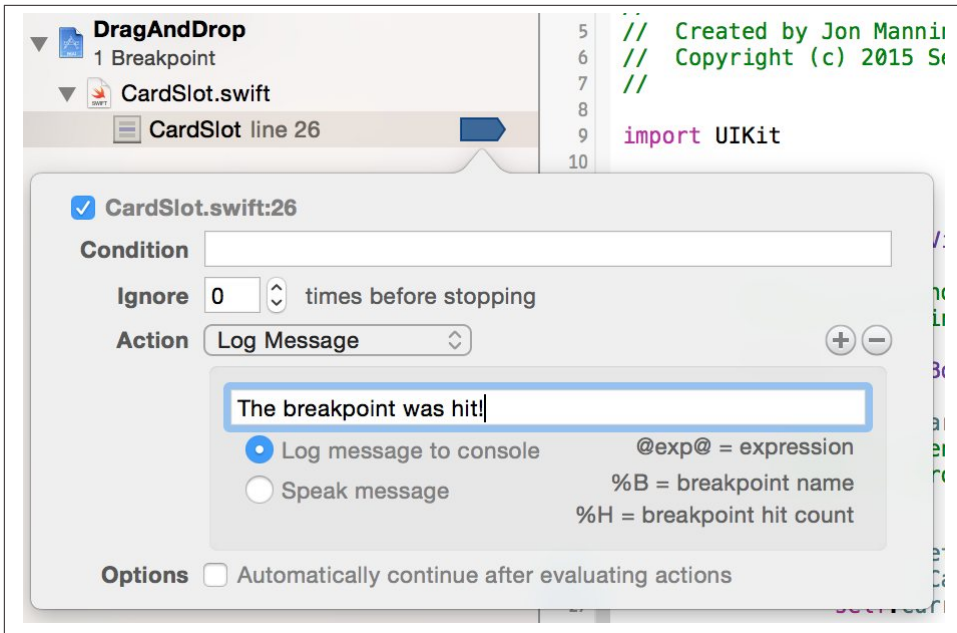 DragAndDrop
1 Breakpoint
CardSlot.swift
CardSlot line 26
5 //  Created by Jon
6 //  Copyright (c) 2015
7 //
8
9 import UIKit
10
CardSlot.swift:26
Condition
Ignore 0 times before stopping
Action Log Message
The breakpoint was hit!
Log message to console
@exp@ = expression
Speak message
%B = breakpoint name
%H = breakpoint hit count
Options Automatically continue after evaluating actions